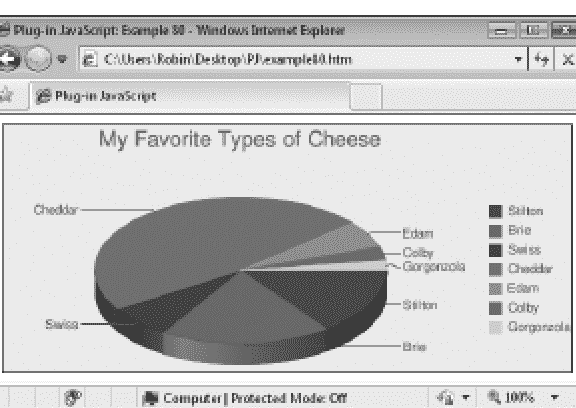 Plug-in JavaScript: Example 80 - Windows Internet Explorer
C:\Users\Robin\Desktop\PJ\example80.htm
Plug-in JavaScript
My Favorite Types of Cheese
Cheddar
Edam
Colby
Gorgonzola
Stilton
Swiss
Brie
Stilton
Brie
Swiss
Cheddar
Edam
Colby
Gorgonzola
Computer | Protected Mode: Off
100%